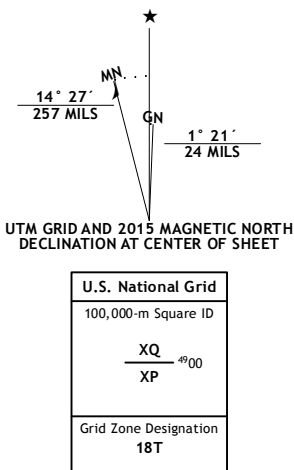 ★
MN
14° 27´
257 MILS
GN
1° 21´
24 MILS
UTM GRID AND 2015 MAGNETIC NORTH
DECLINATION AT CENTER OF SHEET
U.S. National Grid
100,000-m Square ID
XQ
4900
XP
Grid Zone Designation
18T